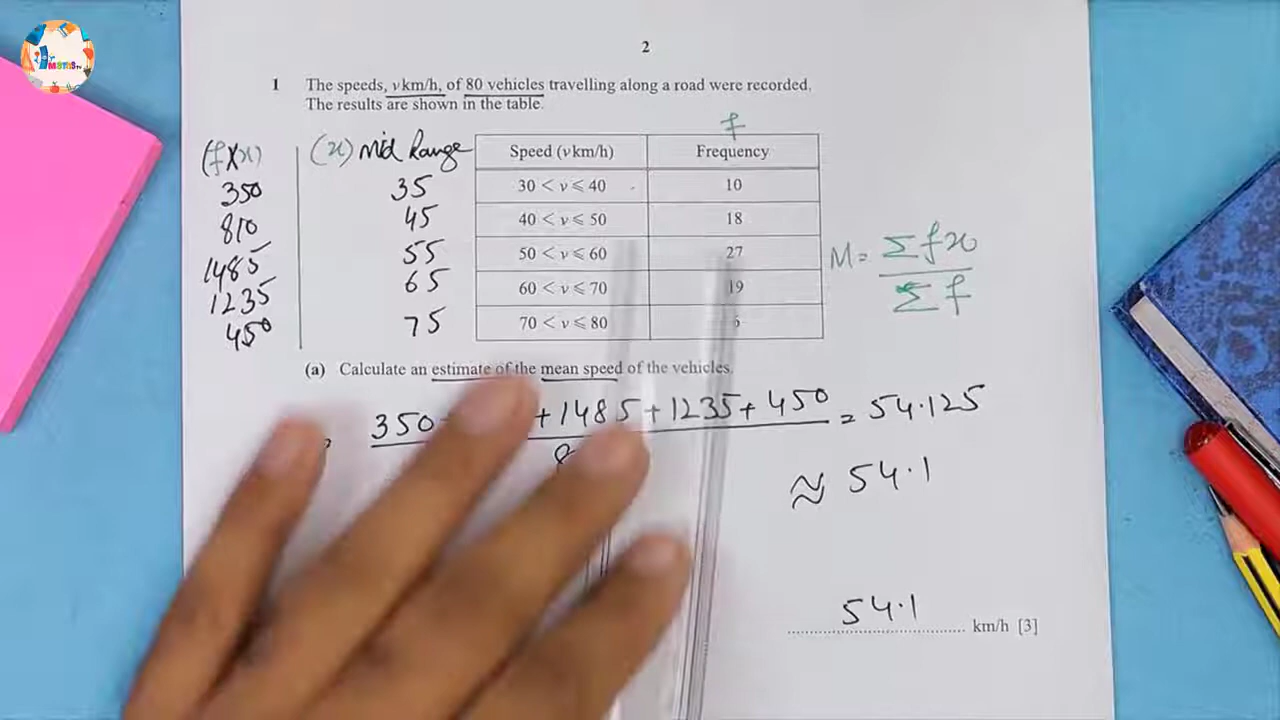 MATHS TV
2
1 The speeds, v km/h, of 80 vehicles travelling along a road were recorded.
The results are shown in the table.
f
(f×x) (x) Mid Range Speed (v km/h) Frequency
350 35 30 < v ⩽ 40 10
810 45 40 < v ⩽ 50 18
1485 55 50 < v ⩽ 60 27
1235 65 60 < v ⩽ 70 19
450 75 70 < v ⩽ 80
M = Σfx
Σf
(a) Calculate an estimate of the mean speed of the vehicles.
350 + 1485 + 1235 + 450 = 54.125
≈ 54.1
54.1
km/h [3]